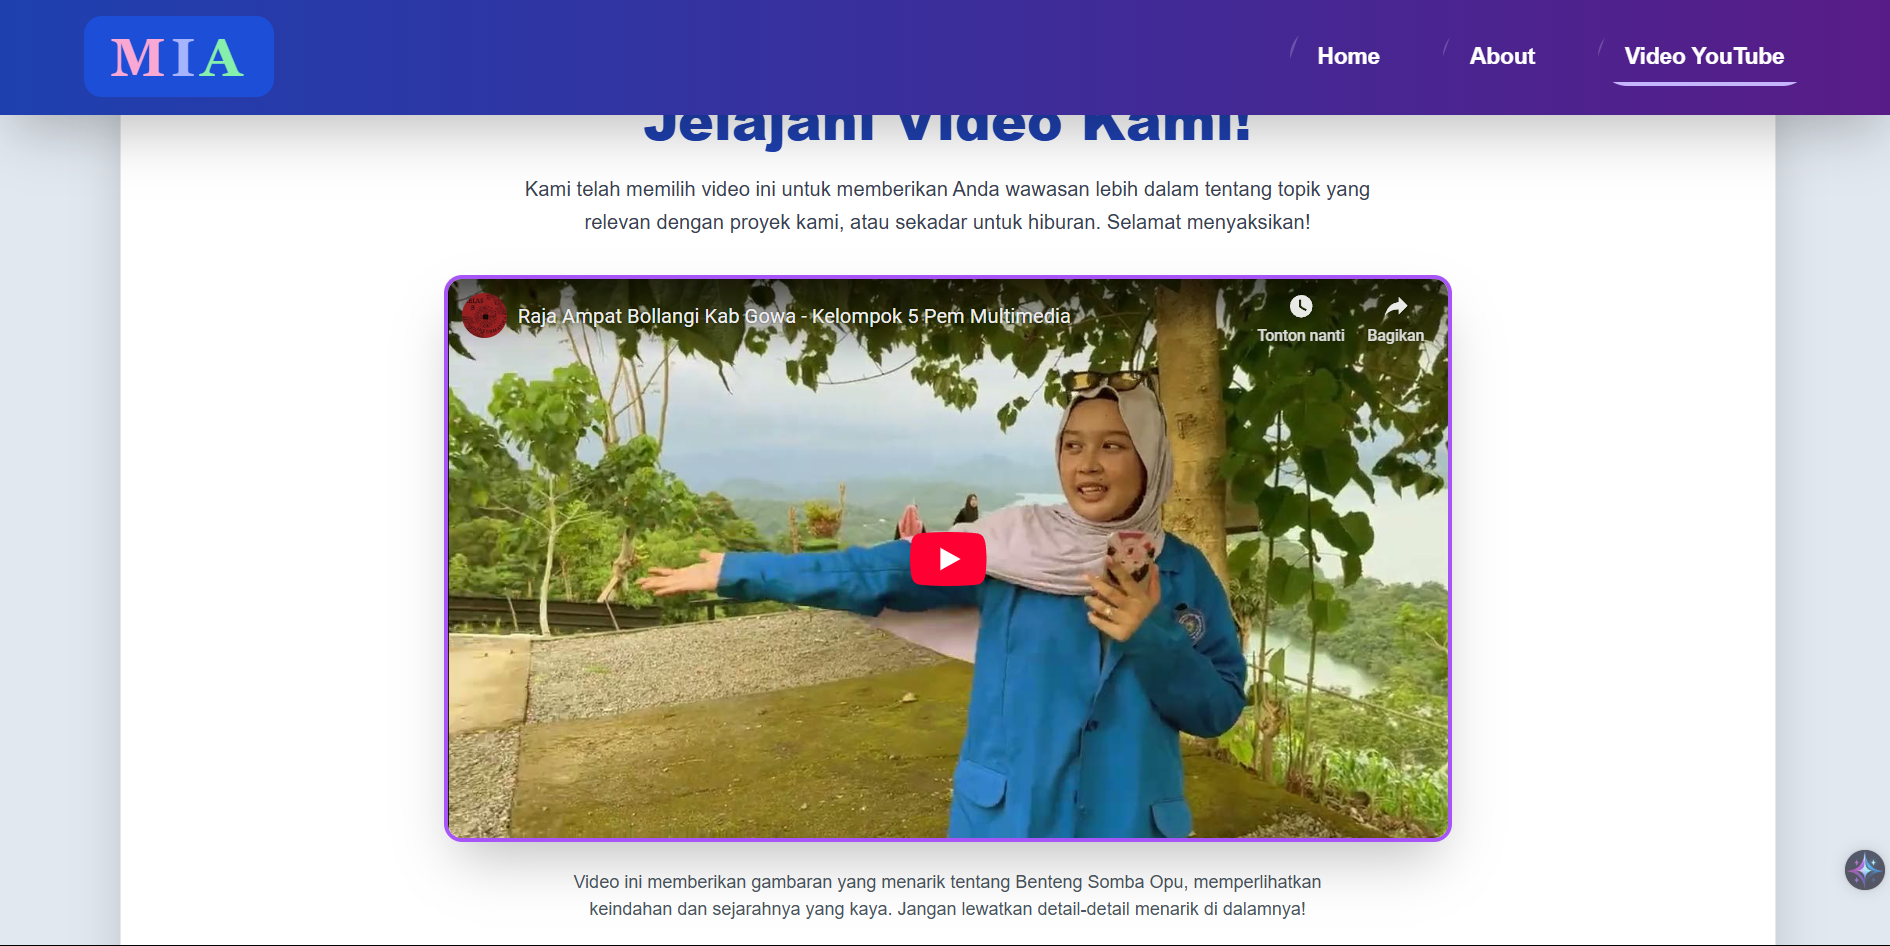 MIA
Home
About
Video YouTube
Jelajahi Video Kami!
Kami telah memilih video ini untuk memberikan Anda wawasan lebih dalam tentang topik yang
relevan dengan proyek kami, atau sekadar untuk hiburan. Selamat menyaksikan!
Raja Ampat Bollangi Kab Gowa - Kelompok 5 Pem Multimedia
Tonton nanti
Bagikan
Video ini memberikan gambaran yang menarik tentang Benteng Somba Opu, memperlihatkan
keindahan dan sejarahnya yang kaya. Jangan lewatkan detail-detail menarik di dalamnya!